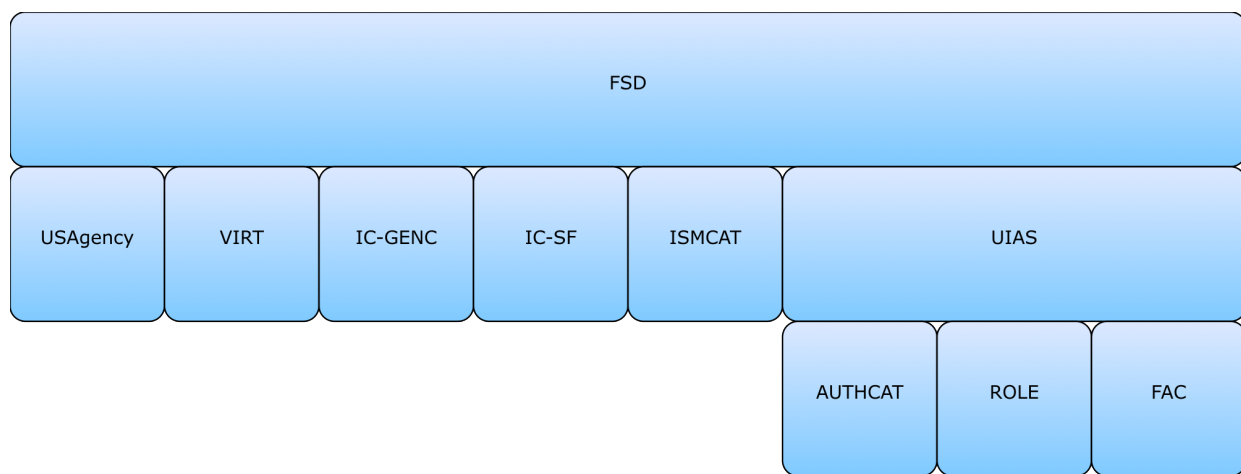 FSD
USAgency
VIRT
IC-GENC
IC-SF
ISMCAT
UIAS
AUTHCAT
ROLE
FAC